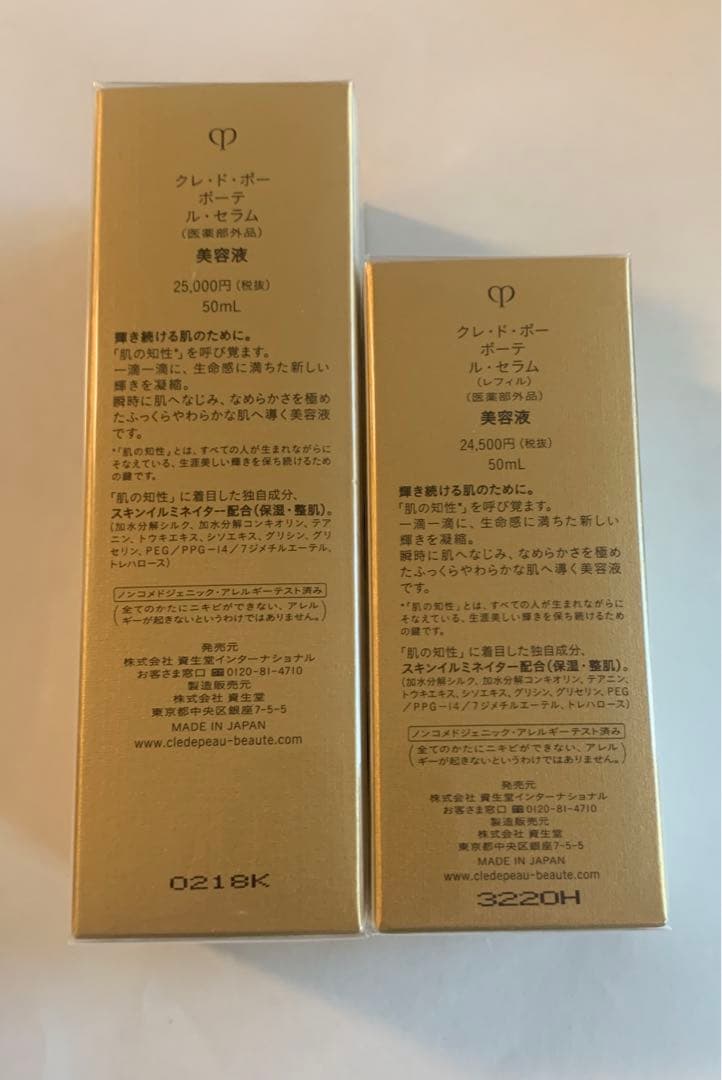 クレ・ド・ポー
ボーテ
ル・セラム
(医薬部外品)
美容液
25,000円(税抜)
50mL
輝き続ける肌のために。
「肌の知性*」を呼び覚ます。
一滴一滴に、生命感に満ちた新しい
輝きを凝縮。
瞬時に肌へなじみ、なめらかさを極め
たふっくらやわらかな肌へ導く美容液
です。
*「肌の知性」とは、すべての人が生まれながらに
そなえている、生涯美しい輝きを保ち続けるため
の鍵です。
「肌の知性」に着目した独自成分、
スキンイルミネイター配合(保湿・整肌)。
(加水分解シルク、加水分解コンキオリン、テア
ニン、トウキエキス、シソエキス、グリシン、グリ
セリン、PEG/PPG-14/7ジメチルエーテル、
トレハロース)
ノンコメドジェニック・アレルギーテスト済み
(全てのかたにニキビができない、アレル
ギーが起きないというわけではありません。)
発売元
株式会社 資生堂インターナショナル
お客さま窓口 0120-81-4710
製造販売元
株式会社 資生堂
東京都中央区銀座7-5-5
MADE IN JAPAN
www.cledepeau-beaute.com
0218K
クレ・ド・ポー
ボーテ
ル・セラム
(レフィル)
(医薬部外品)
美容液
24,500円(税抜)
50mL
輝き続ける肌のために。
「肌の知性*」を呼び覚ます。
一滴一滴に、生命感に満ちた新しい
輝きを凝縮。
瞬時に肌へなじみ、なめらかさを極め
たふっくらやわらかな肌へ導く美容液
です。
*「肌の知性」とは、すべての人が生まれながらに
そなえている、生涯美しい輝きを保ち続けるため
の鍵です。
「肌の知性」に着目した独自成分、
スキンイルミネイター配合(保湿・整肌)。
(加水分解シルク、加水分解コンキオリン、テアニン、
トウキエキス、シソエキス、グリシン、グリセリン、PEG
/PPG-14/7ジメチルエーテル、トレハロース)
ノンコメドジェニック・アレルギーテスト済み
(全てのかたにニキビができない、アレル
ギーが起きないというわけではありません。)
発売元
株式会社 資生堂インターナショナル
お客さま窓口 0120-81-4710
製造販売元
株式会社 資生堂
東京都中央区銀座7-5-5
MADE IN JAPAN
www.cledepeau-beaute.com
3220H